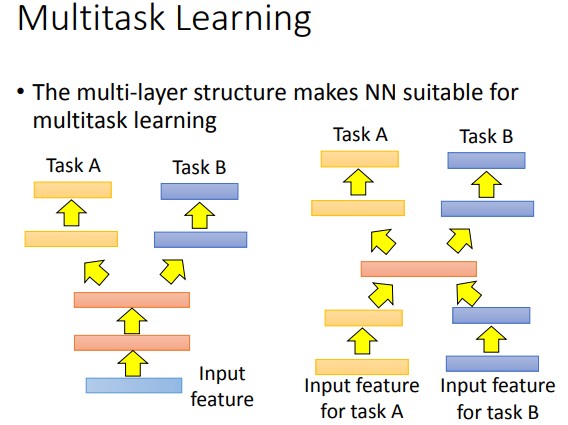 Multitask Learning
• The multi-layer structure makes NN suitable for
multitask learning
Task A
Task B
Input
feature
Task A
Task B
Input feature
for task A
Input feature
for task B